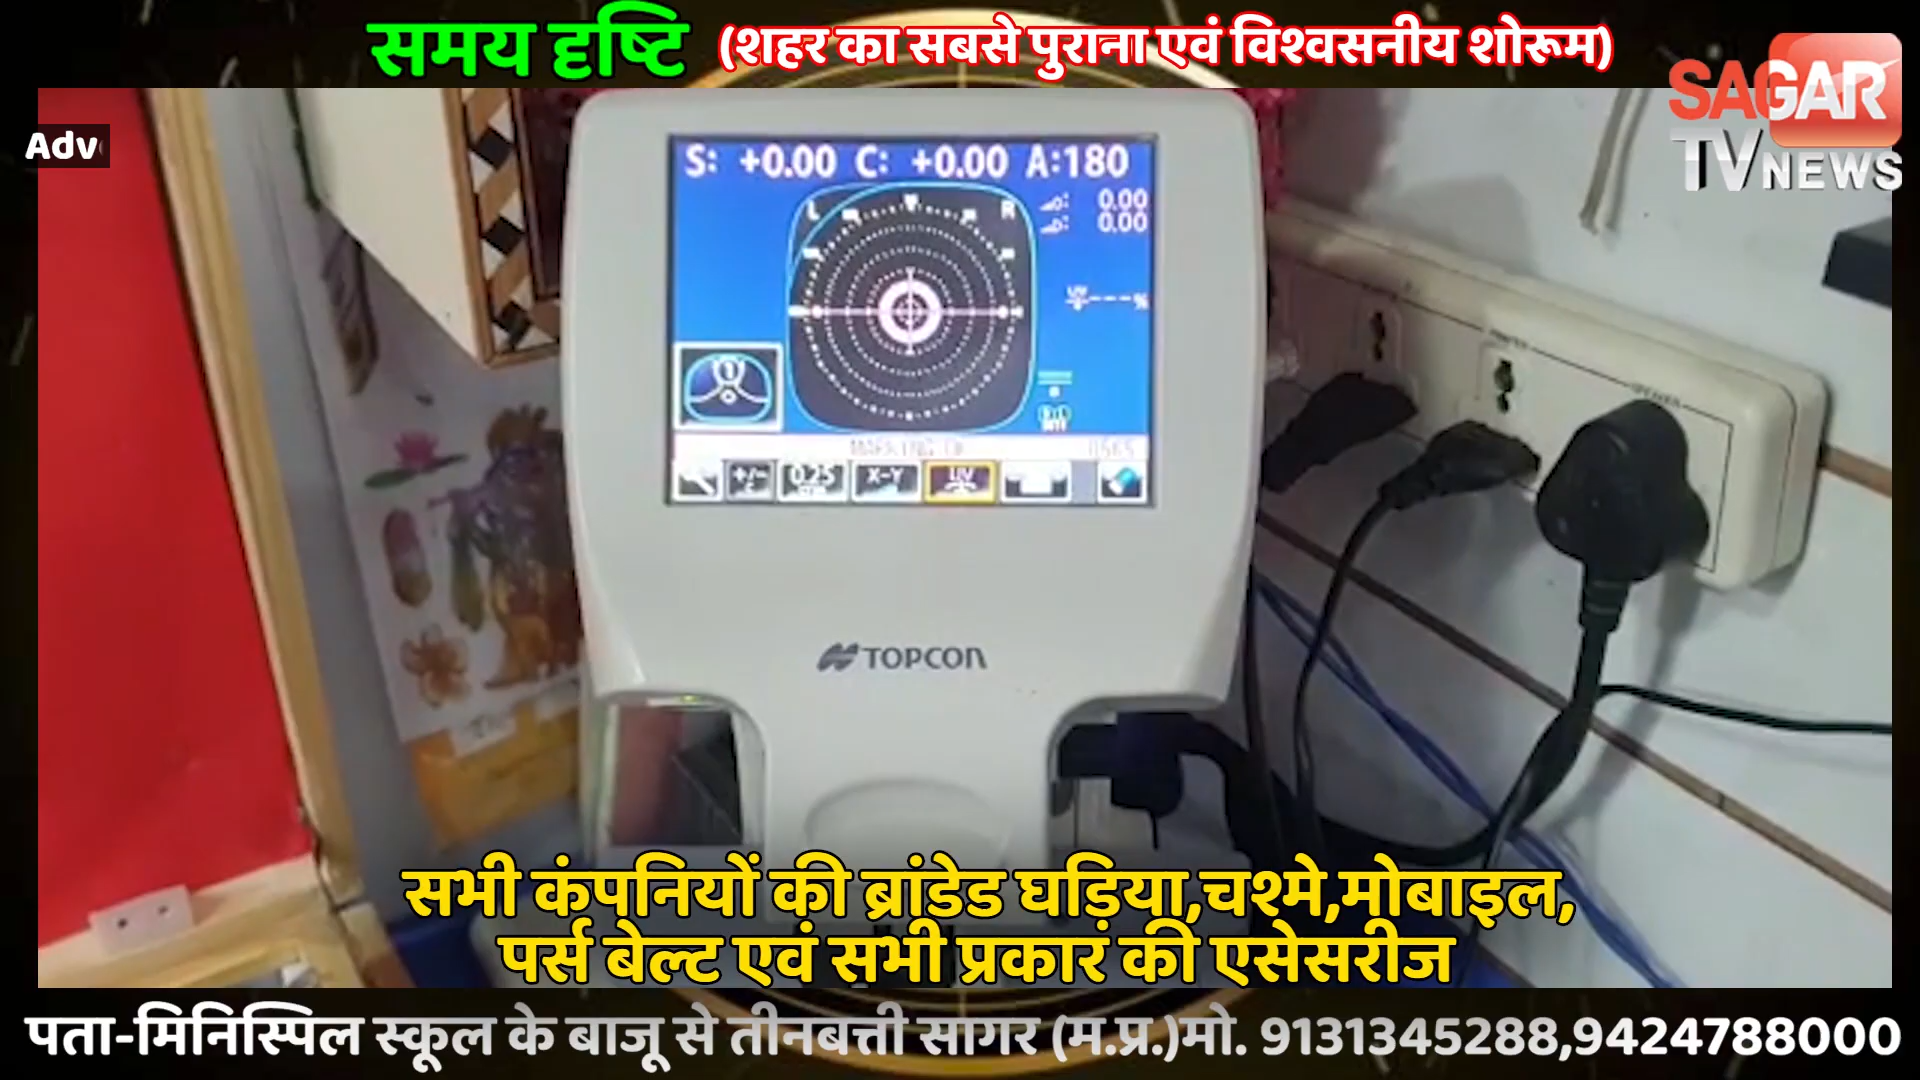 समय दृष्टि (शहर का सबसे पुराना एवं विश्वसनीय शोरूम)
SAGAR
TV NEWS
Adv
S: +0.00 C: +0.00 A:180
L R
0.00
0.00
UV ---%
+/- 0.25 X-Y UV
TOPCON
सभी कंपनियों की ब्रांडेड घड़िया,चश्मे,मोबाइल,
पर्स बेल्ट एवं सभी प्रकार की एसेसरीज
पता-मिनिस्पिल स्कूल के बाजू से तीनबत्ती सागर (म.प्र.)मो. 9131345288,9424788000